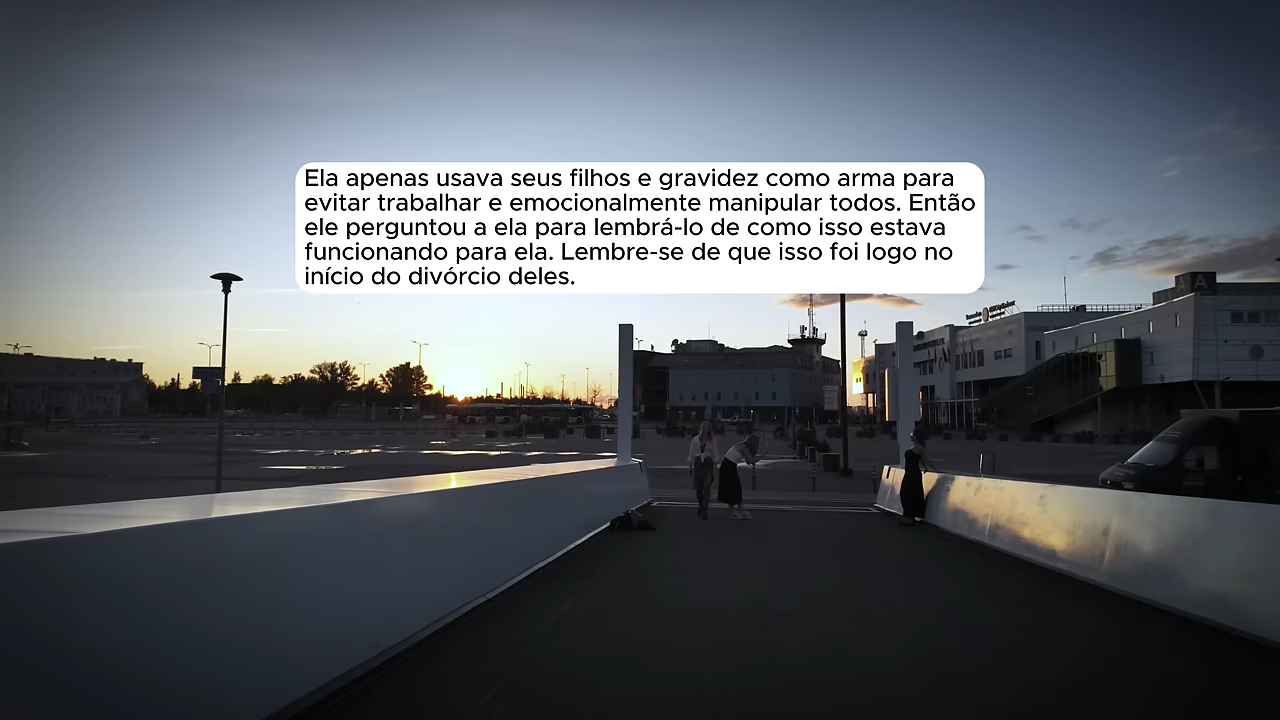 Ela apenas usava seus filhos e gravidez como arma para
evitar trabalhar e emocionalmente manipular todos. Então
ele perguntou a ela para lembrá-lo de como isso estava
funcionando para ela. Lembre-se de que isso foi logo no
início do divórcio deles.
A A